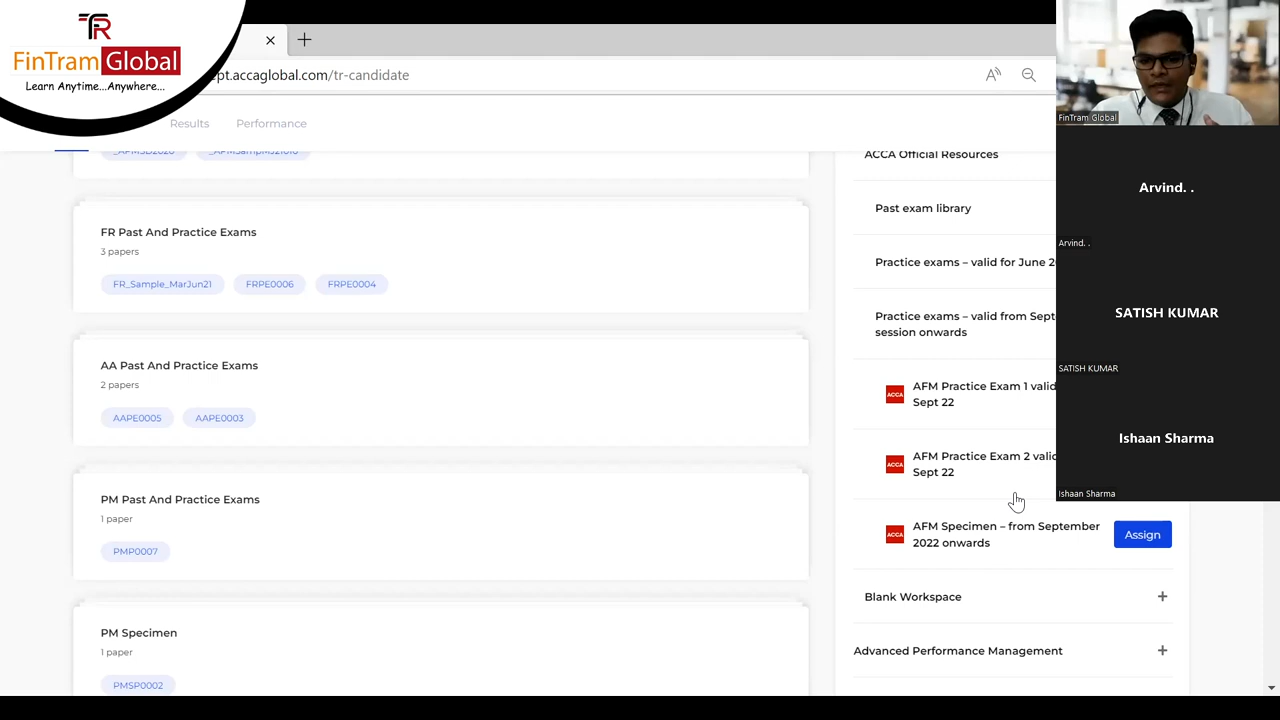 FinTram Global
Learn Anytime...Anywhere...
ept.accaglobal.com/tr-candidate
Results
Performance
FR Past And Practice Exams
3 papers
FR_Sample_MarJun21
FRPE0006
FRPE0004
AA Past And Practice Exams
2 papers
AAPE0005
AAPE0003
PM Past And Practice Exams
1 paper
PMP0007
PM Specimen
1 paper
PMSP0002
ACCA Official Resources
Past exam library
Practice exams – valid for June 2
Practice exams – valid from Sept
session onwards
ACCA
AFM Practice Exam 1 valid
Sept 22
ACCA
AFM Practice Exam 2 valid
Sept 22
ACCA
AFM Specimen – from September
2022 onwards
Assign
Blank Workspace
Advanced Performance Management
FinTram Global
Arvind. .
Arvind. .
SATISH KUMAR
SATISH KUMAR
Ishaan Sharma
Ishaan Sharma